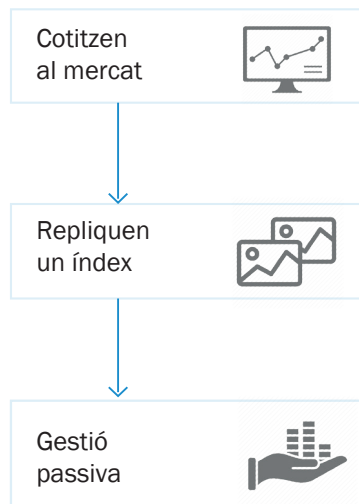 Cotitzen
al mercat
Repliquen
un índex
Gestió
passiva